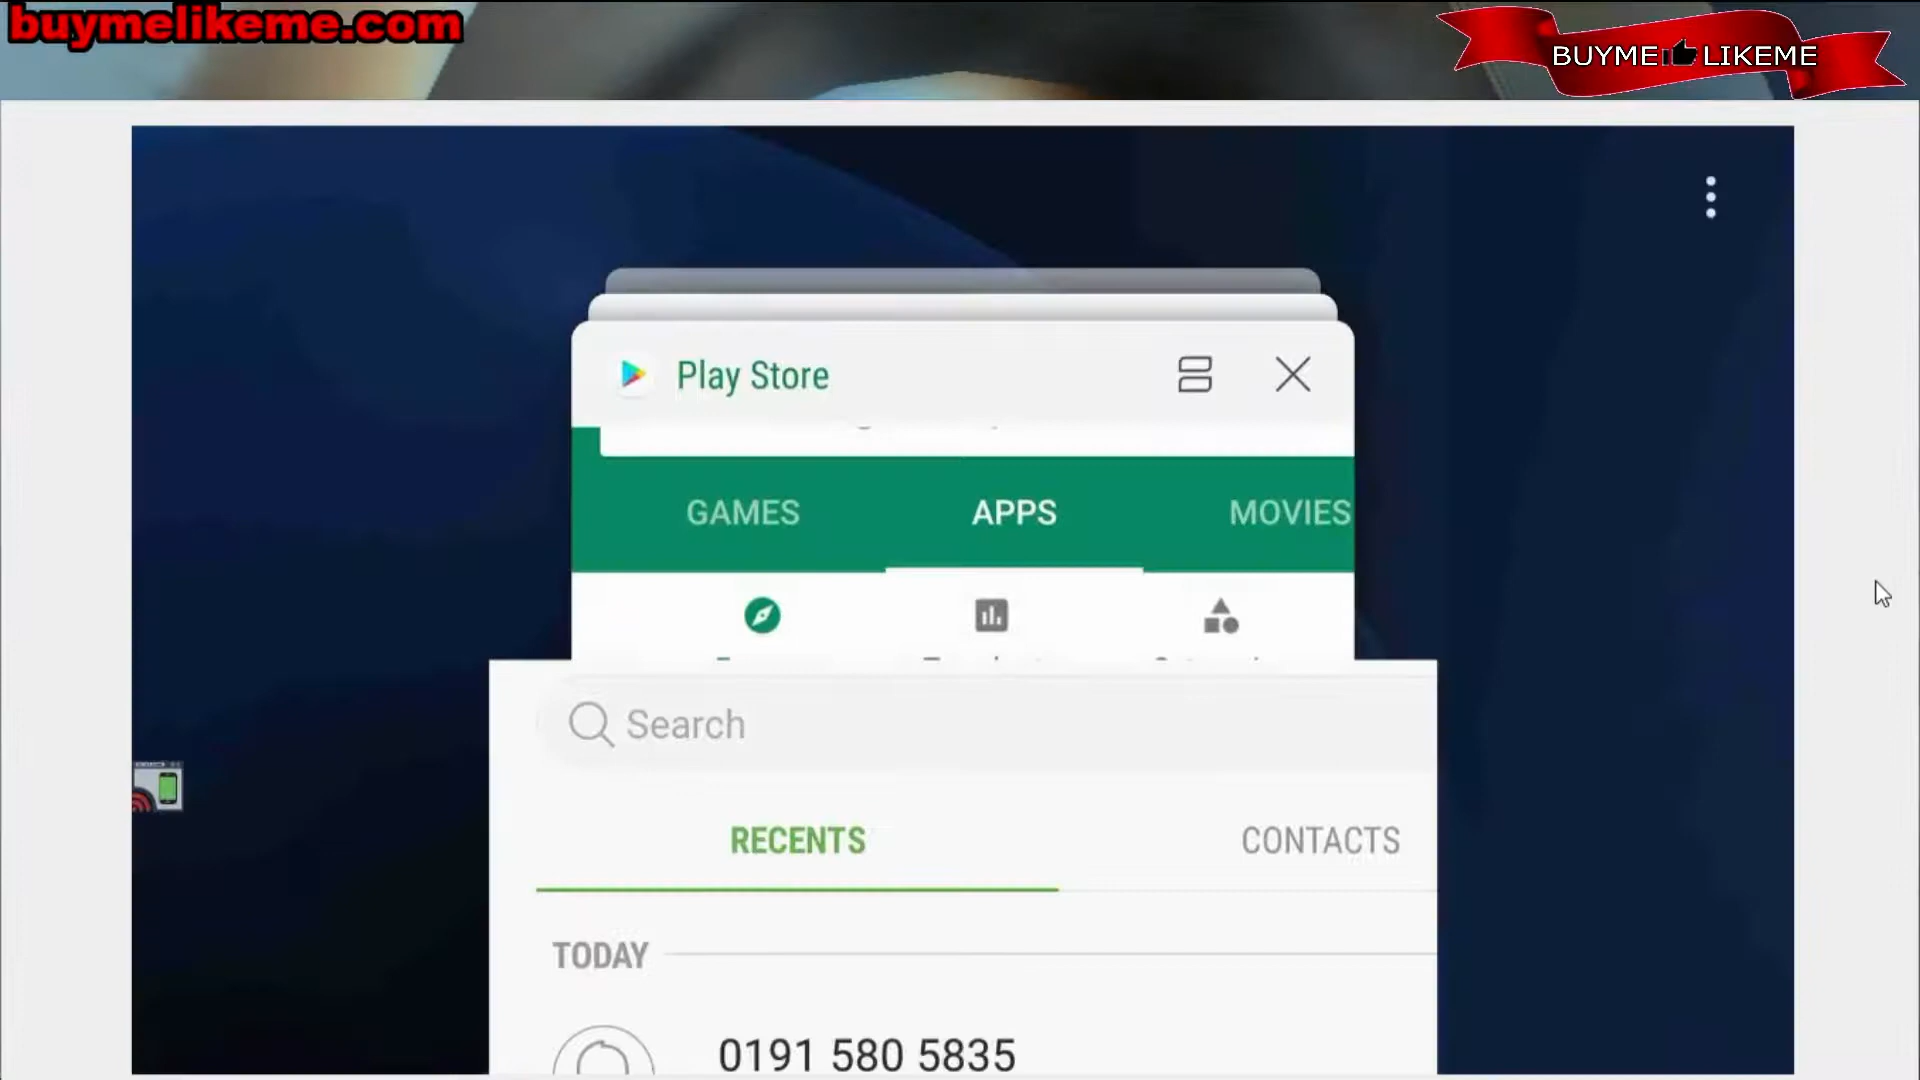 buymelikeme.com
BUYME LIKEME
Play Store
GAMES APPS MOVIES
Search
RECENTS CONTACTS
TODAY
0191 580 5835